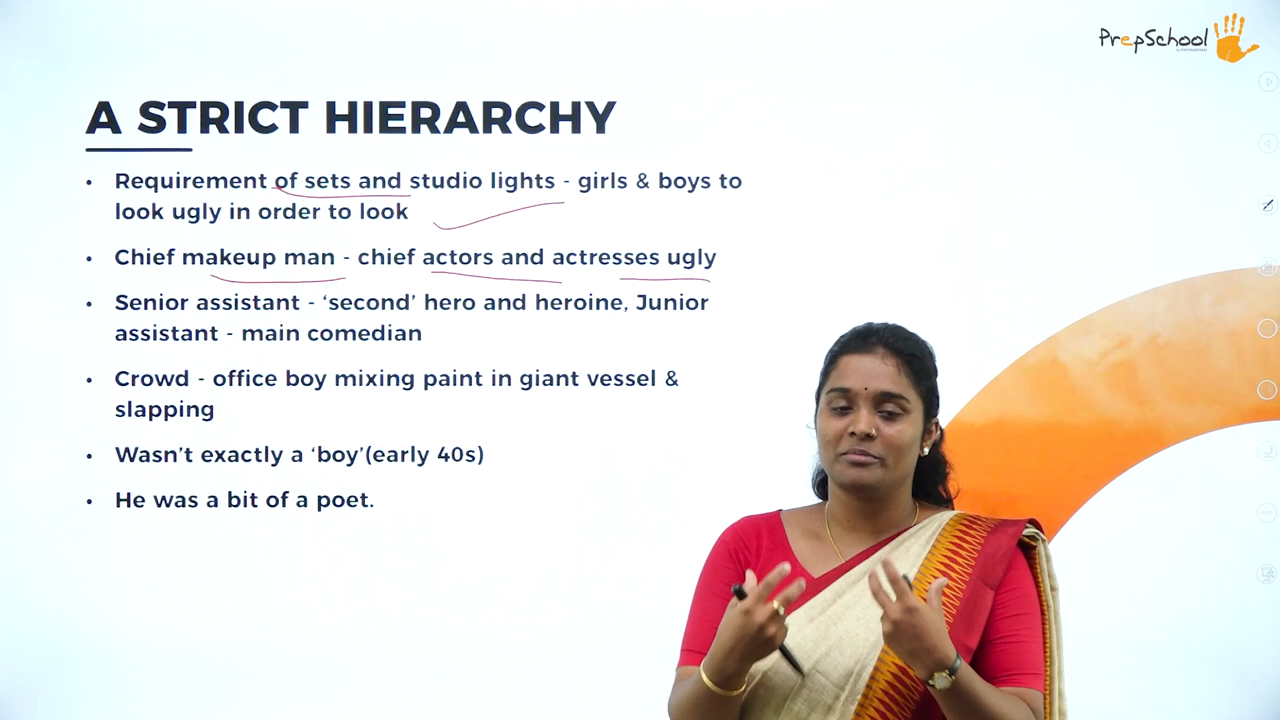 PrepSchool
A STRICT HIERARCHY
• Requirement of sets and studio lights - girls & boys to
look ugly in order to look
• Chief makeup man - chief actors and actresses ugly
• Senior assistant - ‘second’ hero and heroine, Junior
assistant - main comedian
• Crowd - office boy mixing paint in giant vessel &
slapping
• Wasn’t exactly a ‘boy’(early 40s)
• He was a bit of a poet.